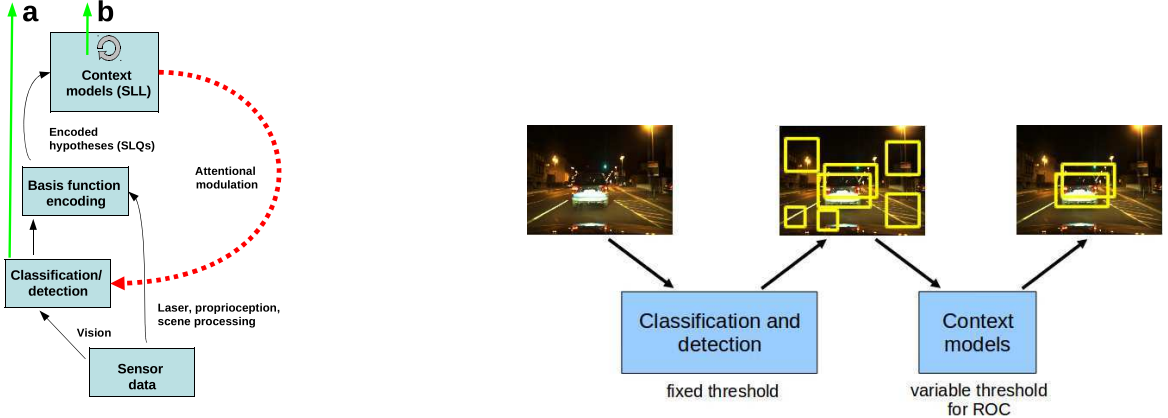 a
b
Context
models (SLL)
Encoded
hypotheses (SLQs)
Attentional
modulation
Basis function
encoding
Classification/
detection
Laser, proprioception,
scene processing
Vision
Sensor
data
Classification and
detection
fixed threshold
Context
models
variable threshold
for ROC